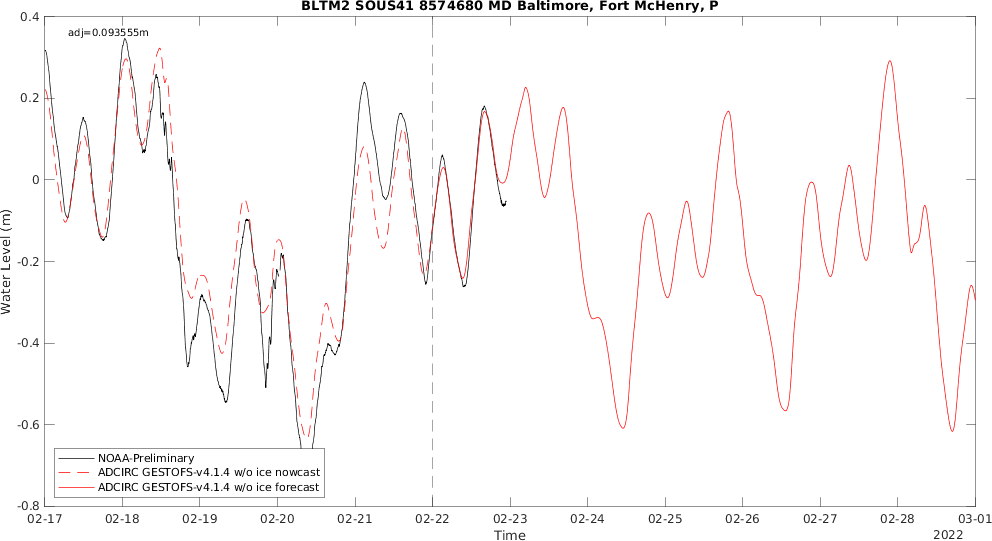 BLTM2 SOUS41 8574680 MD Baltimore, Fort McHenry, P
adj=0.093555m
0.4
0.2
0
-0.2
-0.4
-0.6
-0.8
Water Level (m)
NOAA-Preliminary
ADCIRC GESTOFS-v4.1.4 w/o ice nowcast
ADCIRC GESTOFS-v4.1.4 w/o ice forecast
02-17 02-18 02-19 02-20 02-21 02-22 02-23 02-24 02-25 02-26 02-27 02-28 03-01
Time
2022